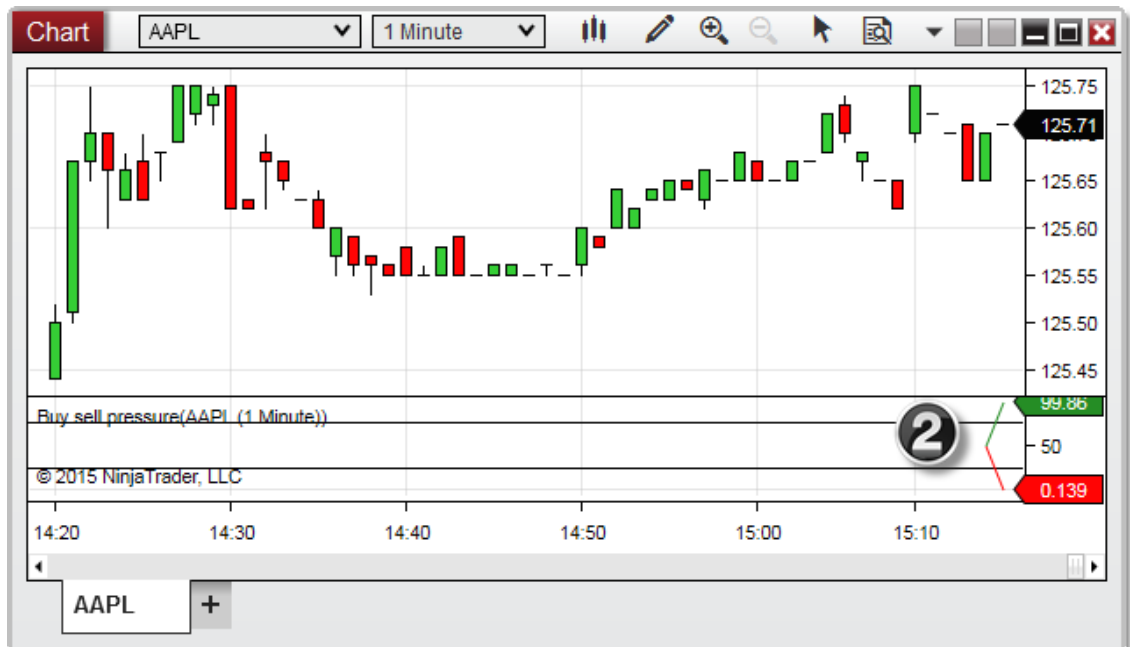 Chart AAPL 1 Minute
125.75
125.71
125.65
125.60
125.55
125.50
125.45
Buy sell pressure(AAPL (1 Minute))
99.86
2
50
© 2015 NinjaTrader, LLC
0.139
14:20 14:30 14:40 14:50 15:00 15:10
AAPL +